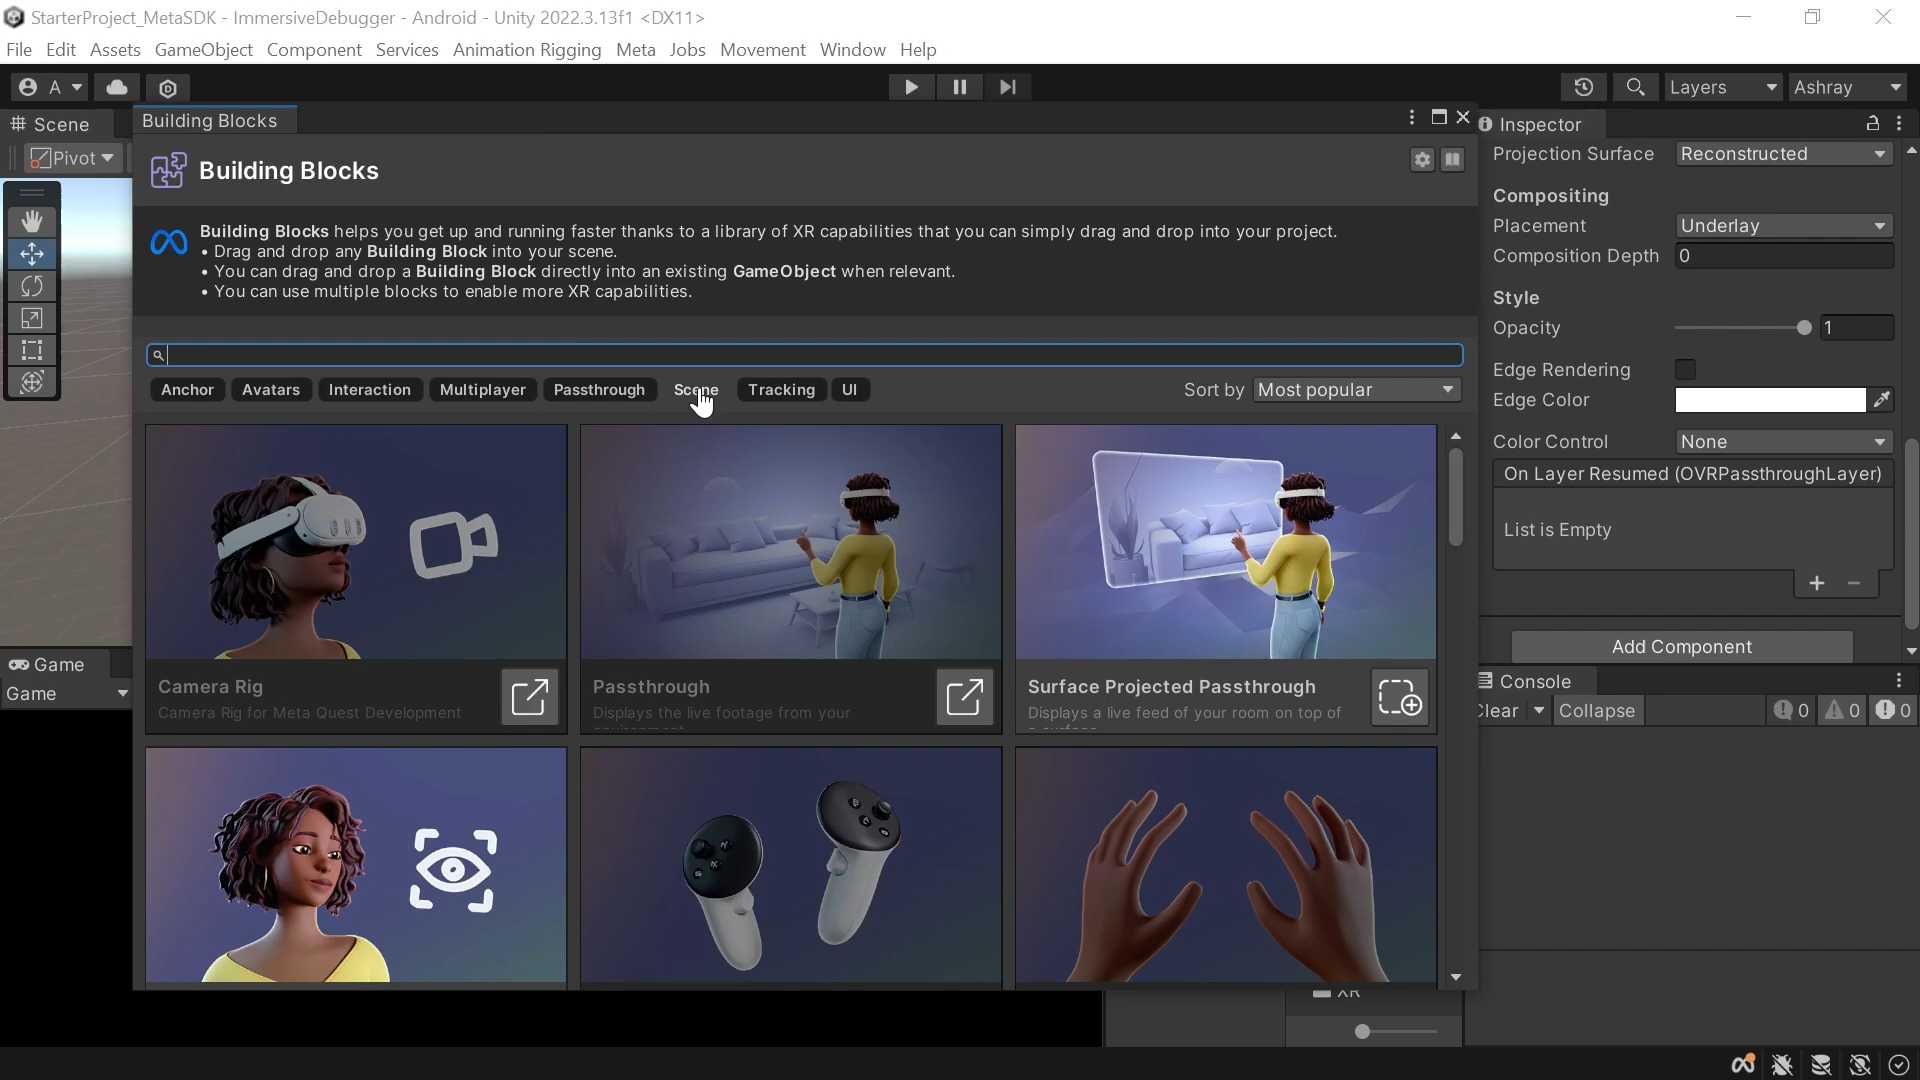 StarterProject_MetaSDK - ImmersiveDebugger - Android - Unity 2022.3.13f1 <DX11>
File Edit Assets GameObject Component Services Animation Rigging Meta Jobs Movement Window Help
A
Layers
Ashray
Scene
Building Blocks
Inspector
Pivot
Building Blocks
Building Blocks helps you get up and running faster thanks to a library of XR capabilities that you can simply drag and drop into your project.
• Drag and drop any Building Block into your scene.
• You can drag and drop a Building Block directly into an existing GameObject when relevant.
• You can use multiple blocks to enable more XR capabilities.
Anchor Avatars Interaction Multiplayer Passthrough Scene Tracking UI
Sort by Most popular
Camera Rig
Camera Rig for Meta Quest Development
Passthrough
Displays the live footage from your
Surface Projected Passthrough
Displays a live feed of your room on top of
Projection Surface Reconstructed
Compositing
Placement Underlay
Composition Depth 0
Style
Opacity 1
Edge Rendering
Edge Color
Color Control None
On Layer Resumed (OVRPassthroughLayer)
List is Empty
+ −
Add Component
Game
Game
Console
Clear Collapse 0 0 0
XR